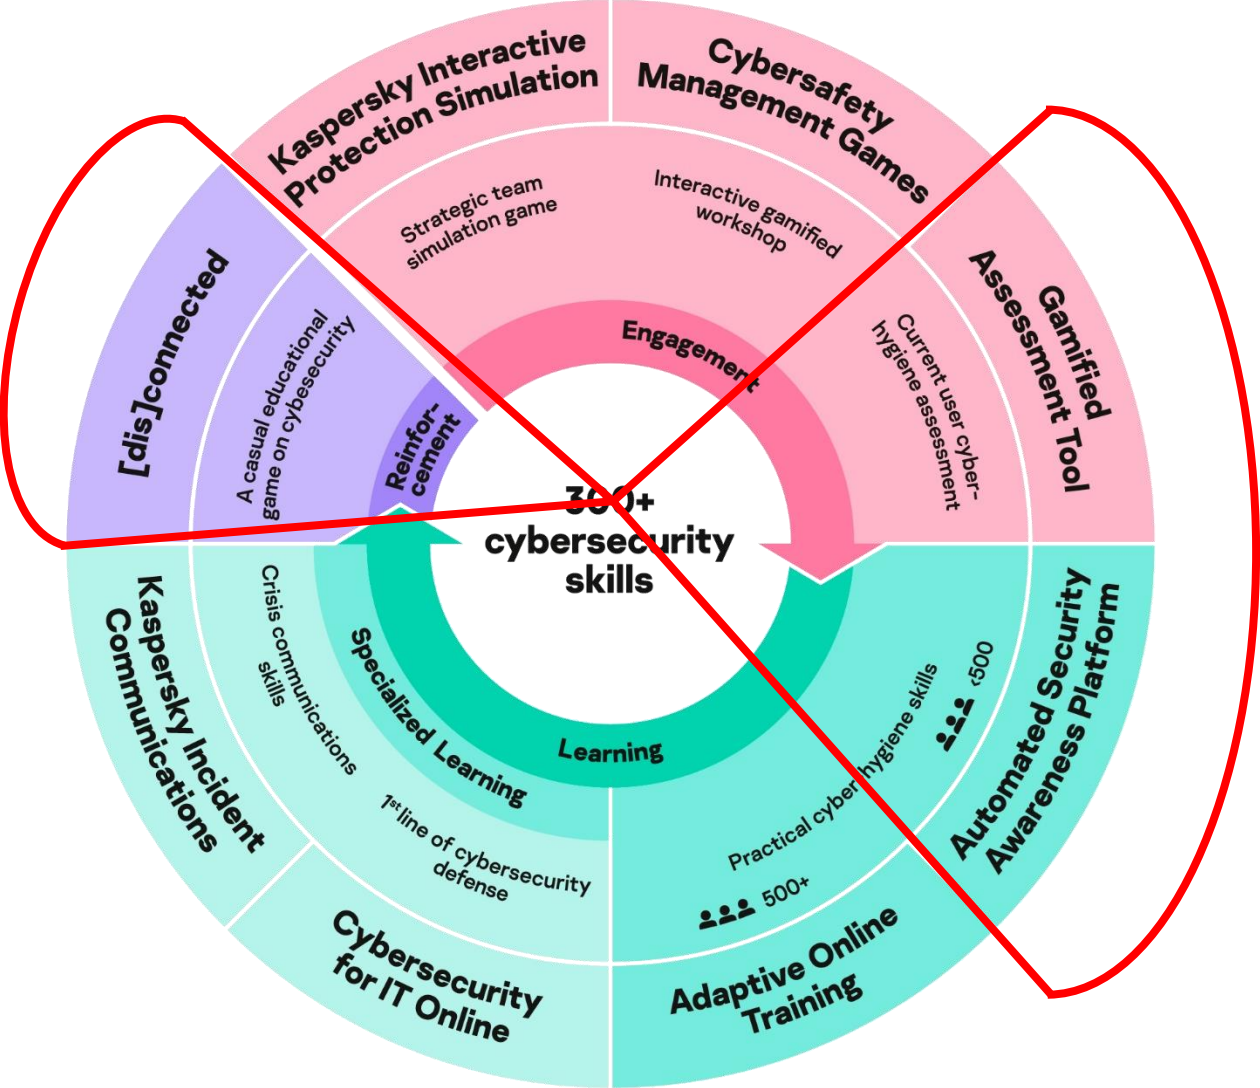 Kaspersky Interactive
Protection Simulation
Strategic team
simulation game
Cybersafety
Management Games
Interactive gamified
workshop
Gamified
Assessment Tool
Current user cyber-
hygiene assessment
Engagement
[dis]connected
A casual educational
game on cybesecurity
Reinfor-
cement
300+
cybersecurity
skills
Automated Security
Awareness Platform
<500
Practical cyber hygiene skills
500+
Adaptive Online
Training
Learning
Specialized Learning
Kaspersky Incident
Communications
Crisis communications
skills
1st line of cybersecurity
defense
Cybersecurity
for IT Online